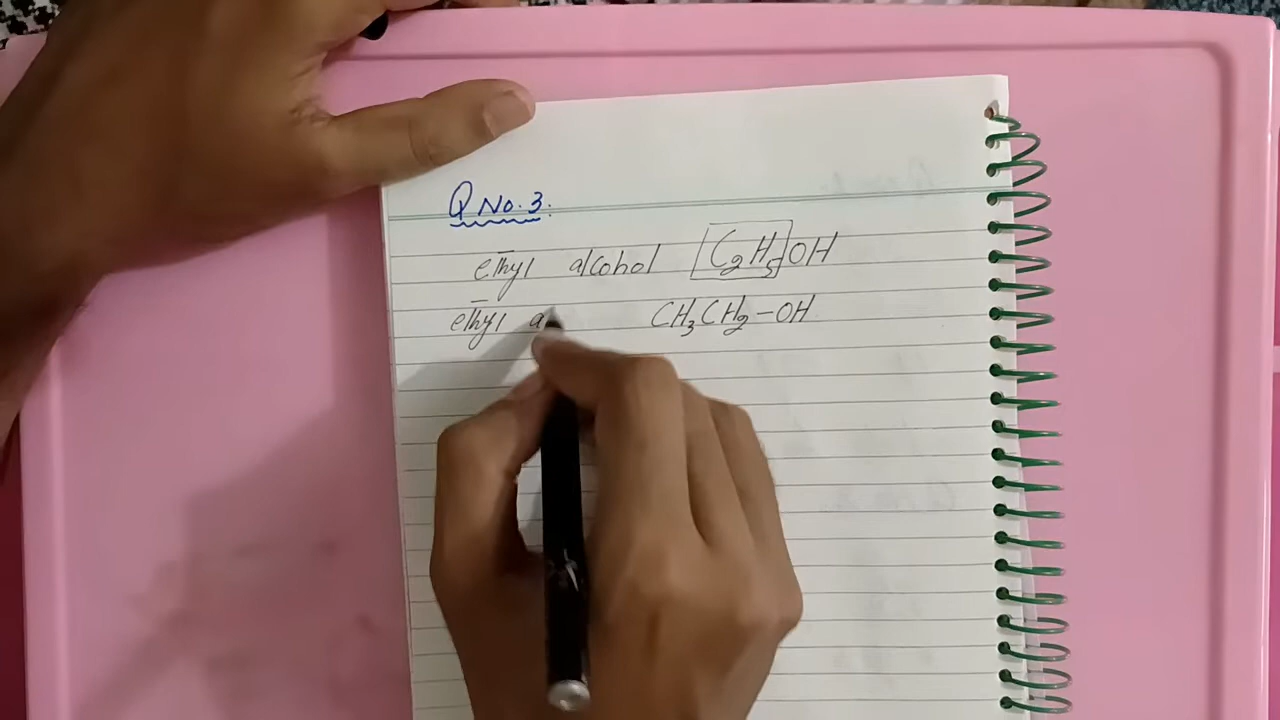 Q No. 3:
ethyl alcohol C₂H₅OH
ethyl a CH₃CH₂-OH